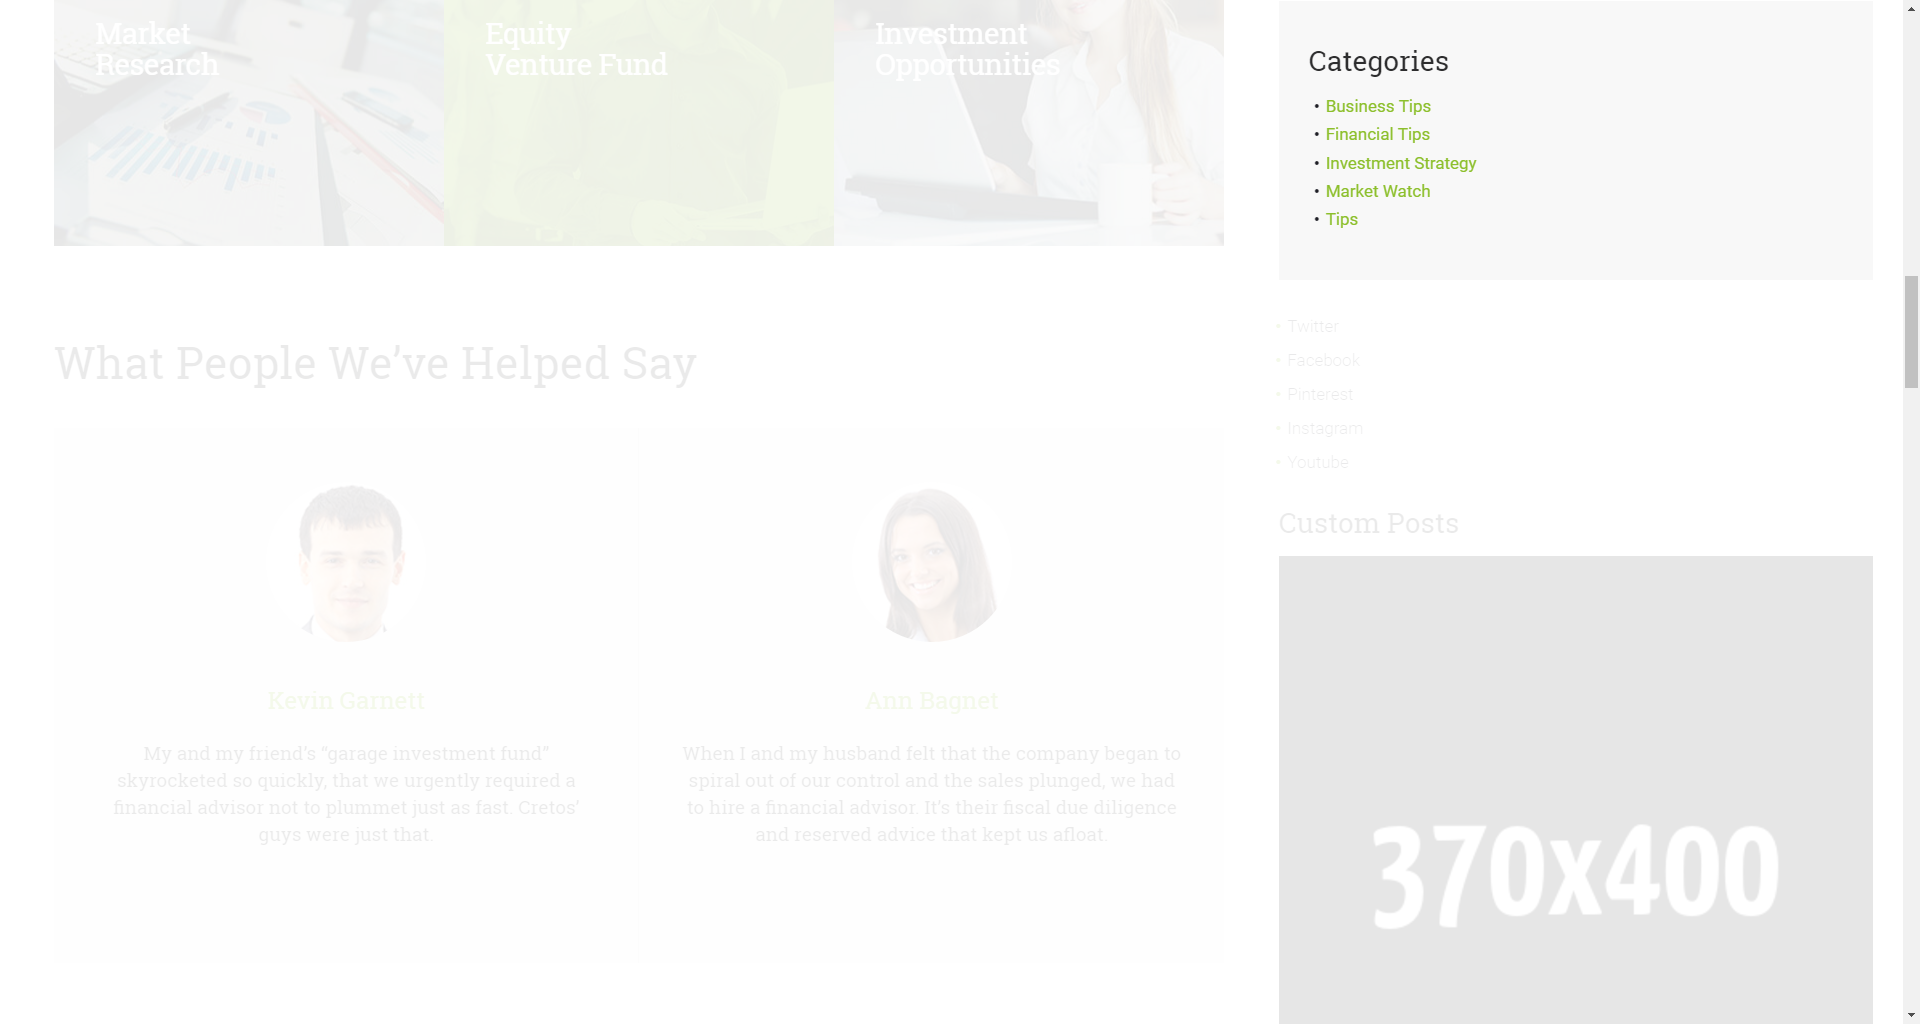 Market
Research
Equity
Venture Fund
Investment
Opportunities
What People We’ve Helped Say
Kevin Garnett
My and my friend’s “garage investment fund”
skyrocketed so quickly, that we urgently required a
financial advisor not to plummet just as fast. Cretos’
guys were just that.
Ann Bagnet
When I and my husband felt that the company began to
spiral out of our control and the sales plunged, we had
to hire a financial advisor. It’s their fiscal due diligence
and reserved advice that kept us afloat.
Categories
• Business Tips
• Financial Tips
• Investment Strategy
• Market Watch
• Tips
• Twitter
• Facebook
• Pinterest
• Instagram
• Youtube
Custom Posts
370x400